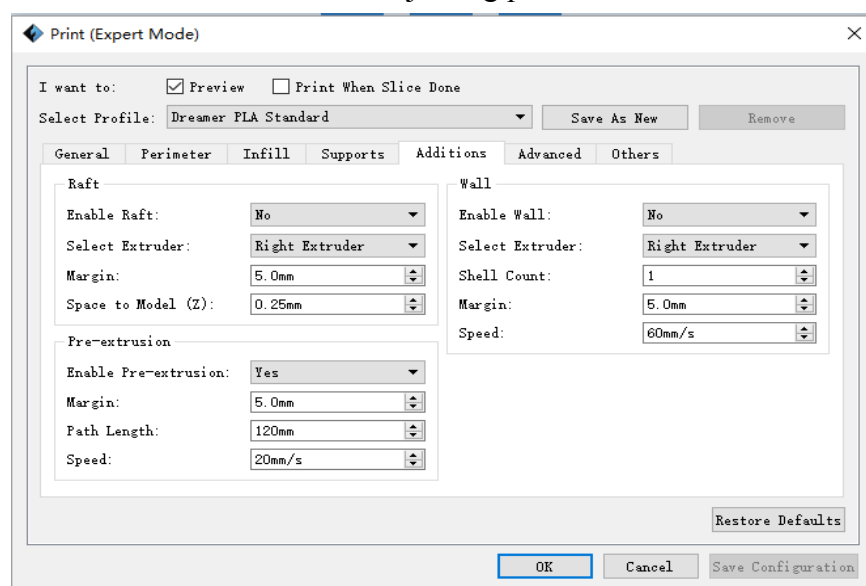 Print (Expert Mode)
I want to: Preview Print When Slice Done
Select Profile: Dreamer PLA Standard Save As New Remove
General Perimeter Infill Supports Additions Advanced Others
Raft
Enable Raft: No
Select Extruder: Right Extruder
Margin: 5.0mm
Space to Model (Z): 0.25mm
Pre-extrusion
Enable Pre-extrusion: Yes
Margin: 5.0mm
Path Length: 120mm
Speed: 20mm/s
Wall
Enable Wall: No
Select Extruder: Right Extruder
Shell Count: 1
Margin: 5.0mm
Speed: 60mm/s
Restore Defaults
OK Cancel Save Configuration